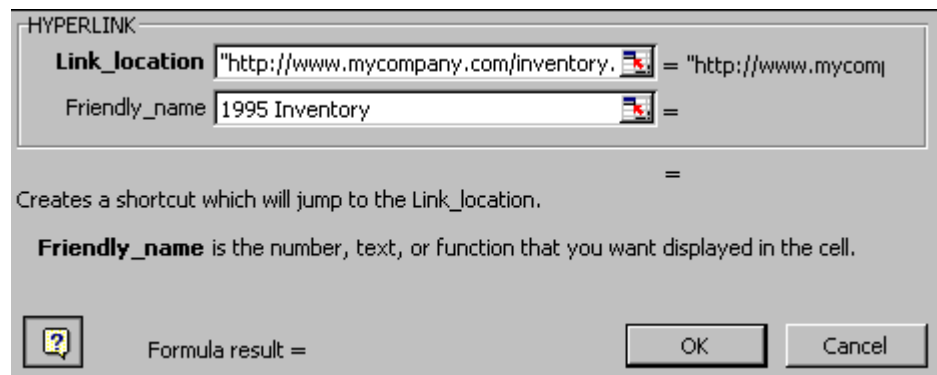 HYPERLINK
Link_location "http://www.mycompany.com/inventory. = "http://www.mycom
Friendly_name 1995 Inventory =
=
Creates a shortcut which will jump to the Link_location.
Friendly_name is the number, text, or function that you want displayed in the cell.
Formula result =
OK Cancel